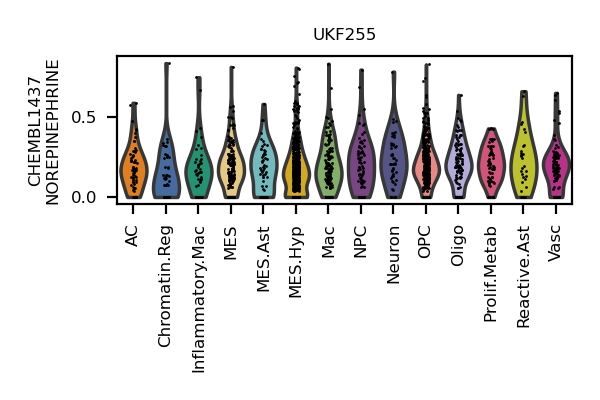 UKF255
CHEMBL1437
NOREPINEPHRINE
0.5
0.0
AC
Chromatin.Reg
Inflammatory.Mac
MES
MES.Ast
MES.Hyp
Mac
NPC
Neuron
OPC
Oligo
Prolif.Metab
Reactive.Ast
Vasc